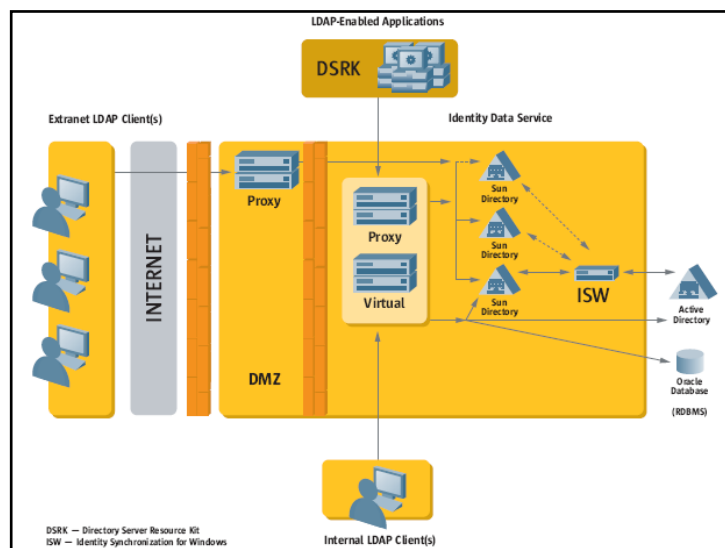 LDAP-Enabled Applications
DSRK
Extranet LDAP Client(s)
Identity Data Service
INTERNET
Proxy
DMZ
Proxy
Virtual
Sun
Directory
Sun
Directory
Sun
Directory
ISW
Active
Directory
Oracle
Database
(RDBMS)
Internal LDAP Client(s)
DSRK — Directory Server Resource Kit
ISW — Identity Synchronization for Windows